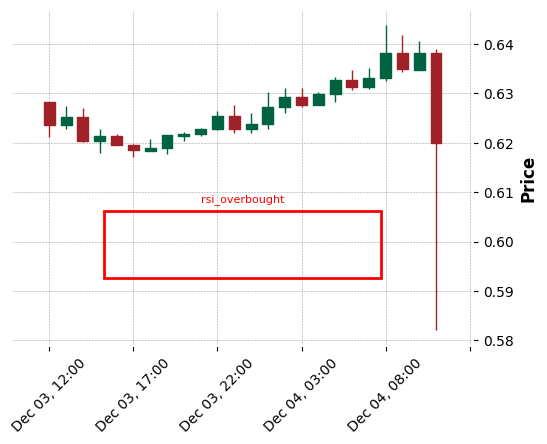 0.64
0.63
0.62
0.61
rsi_overbought
0.60
0.59
0.58
Price
Dec 03, 12:00
Dec 03, 17:00
Dec 03, 22:00
Dec 04, 03:00
Dec 04, 08:00